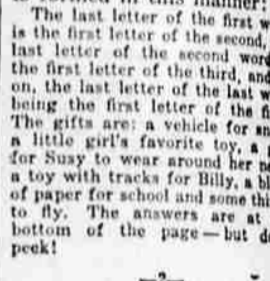 The last letter of the first w
is the first letter of the second,
last letter of the second word
the first letter of the third, and
on, the last letter of the last w
being the first letter of the fi
The gifts are: a vehicle for an
a little girl's favorite toy, a
for Susy to wear around her ne
a toy with tracks for Billy, a bl
of paper for school and some thi
to fly. The answers are at
bottom of the page — but do
peek!